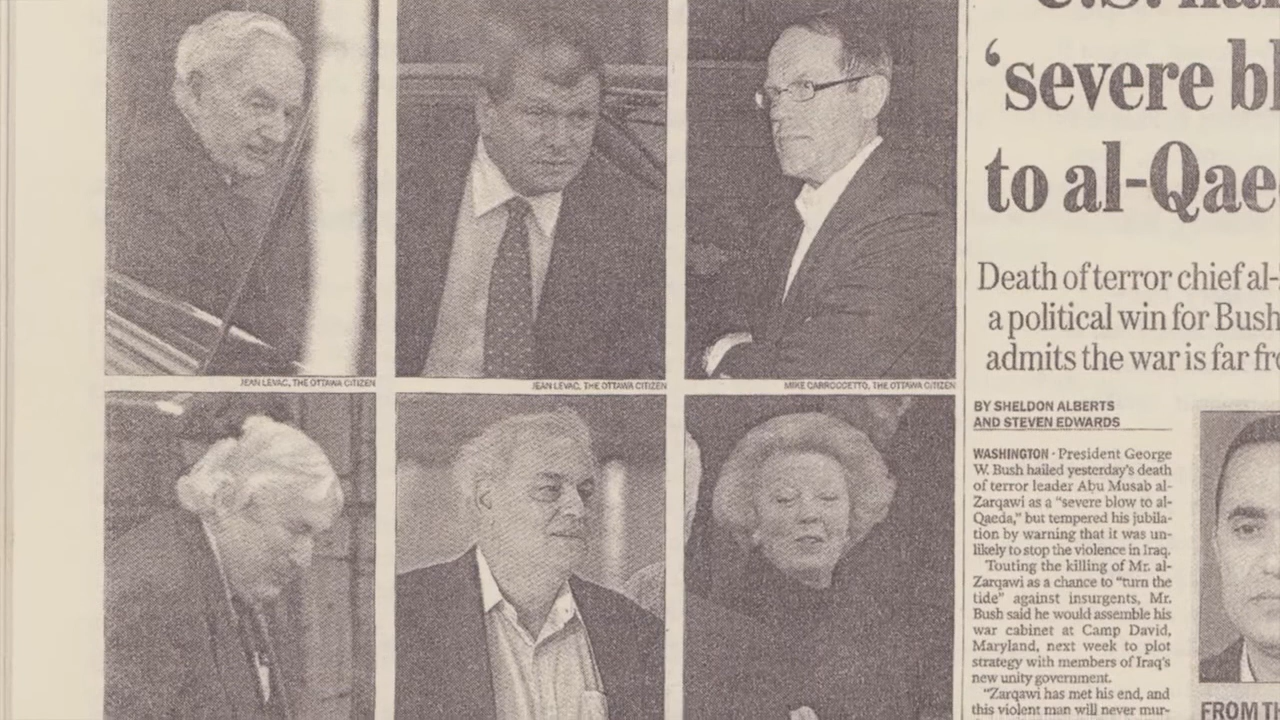 JEAN LEVAC, THE OTTAWA CITIZEN
JEAN LEVAC, THE OTTAWA CITIZEN
MIKE CARROCCETTO, THE OTTAWA CITIZEN
U.S.
'severe bl
to al-Qae
Death of terror chief al-
a political win for Bush
admits the war is far fr
BY SHELDON ALBERTS
AND STEVEN EDWARDS
WASHINGTON · President George
W. Bush hailed yesterday's death
of terror leader Abu Musab al-
Zarqawi as a "severe blow to al-
Qaeda," but tempered his jubila-
tion by warning that it was un-
likely to stop the violence in Iraq.
Touting the killing of Mr. al-
Zarqawi as a chance to "turn the
tide" against insurgents, Mr.
Bush said he would assemble his
war cabinet at Camp David,
Maryland, next week to plot
strategy with members of Iraq's
new unity government.
"Zarqawi has met his end, and
this violent man will never mur-
FROM TH